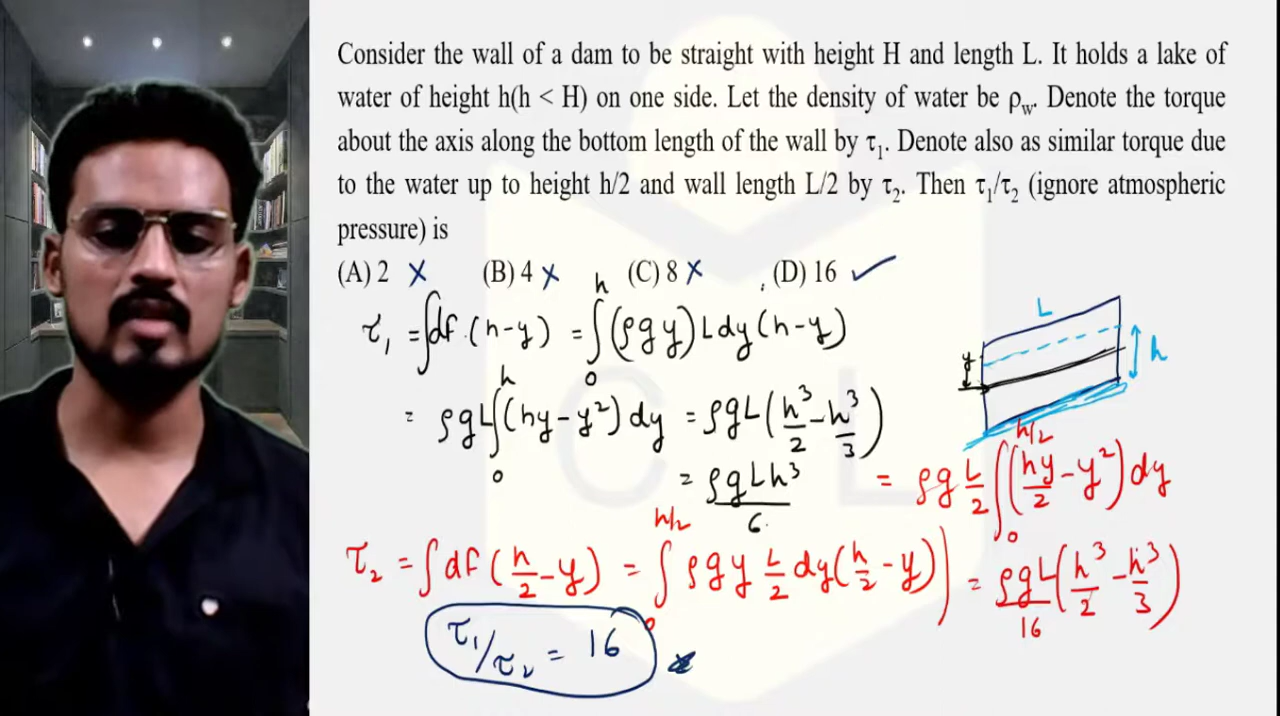 Consider the wall of a dam to be straight with height H and length L. It holds a lake of
water of height h(h < H) on one side. Let the density of water be ρ_w. Denote the torque
about the axis along the bottom length of the wall by τ₁. Denote also as similar torque due
to the water up to height h/2 and wall length L/2 by τ₂. Then τ₁/τ₂ (ignore atmospheric
pressure) is
(A) 2 ✗ (B) 4 ✗ (C) 8 ✗ (D) 16 ✓
τ₁ = ∫df.(h-y) = ∫₀ʰ (ρgy)Ldy(h-y)
= ρgL∫₀ʰ(hy-y²)dy = ρgL(h³/2 - h³/3)
= ρgLh³/6
τ₂ = ∫df(h/2-y) = ∫₀^(h/2) ρgy L/2 dy(h/2-y)
= ρg L/2 ∫₀^(h/2) (hy/2-y²)dy
= ρgL/16 (h³/2 - h³/3)
τ₁/τ₂ = 16
L
y
h